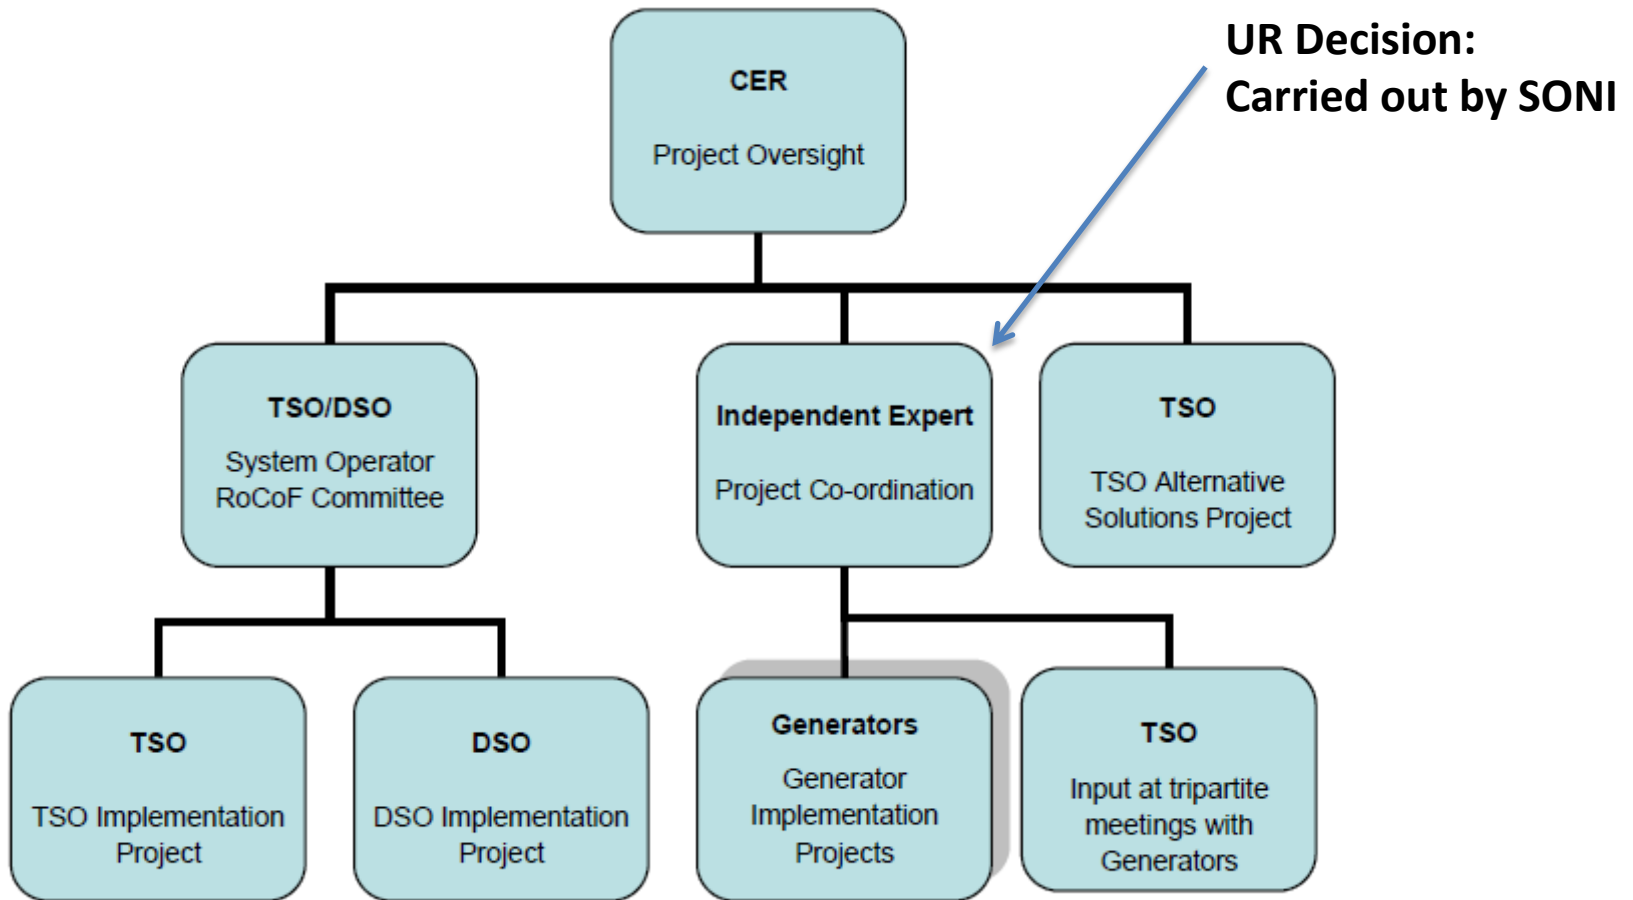 UR Decision:
Carried out by SONI
CER
Project Oversight
TSO/DSO
System Operator
RoCoF Committee
Independent Expert
Project Co-ordination
TSO
TSO Alternative
Solutions Project
TSO
TSO Implementation
Project
DSO
DSO Implementation
Project
Generators
Generator
Implementation
Projects
TSO
Input at tripartite
meetings with
Generators